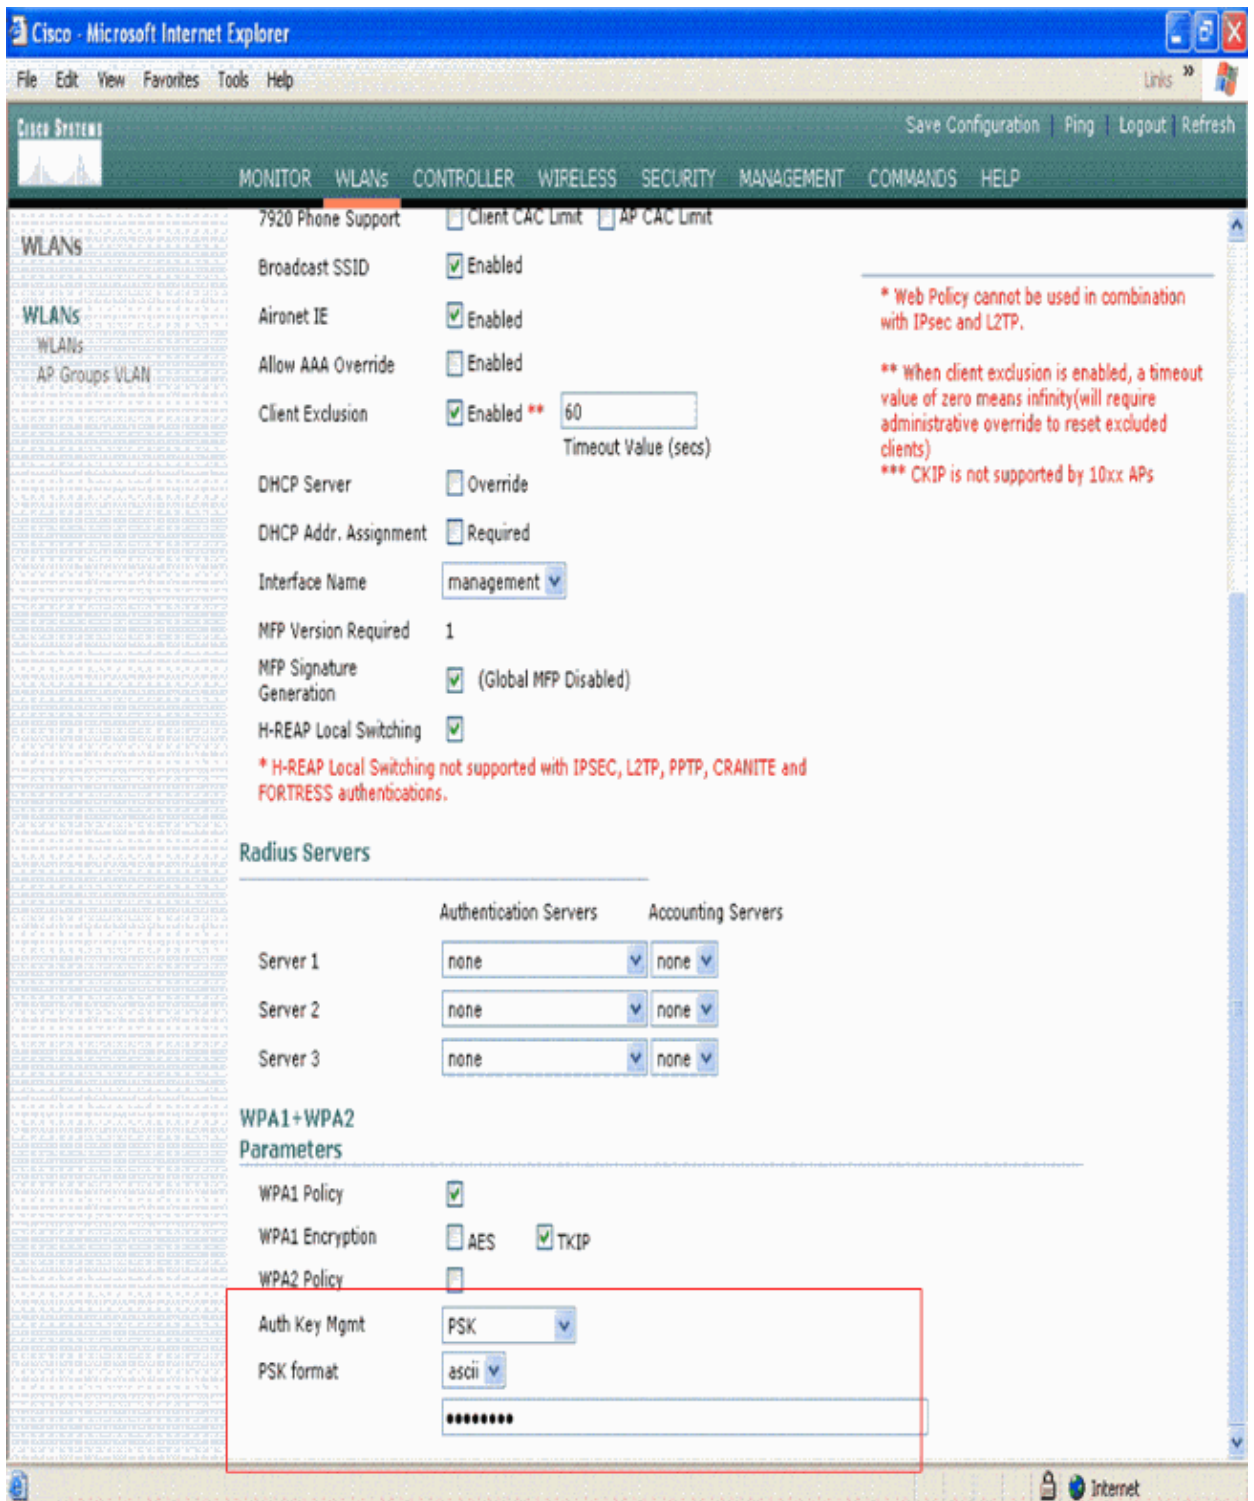 Cisco - Microsoft Internet Explorer
File Edit View Favorites Tools Help Links »
CISCO SYSTEMS
Save Configuration | Ping | Logout | Refresh
MONITOR WLANs CONTROLLER WIRELESS SECURITY MANAGEMENT COMMANDS HELP
WLANs
WLANs
WLANs
AP Groups VLAN
7920 Phone Support Client CAC Limit AP CAC Limit
Broadcast SSID Enabled
Aironet IE Enabled
Allow AAA Override Enabled
Client Exclusion Enabled ** 60
Timeout Value (secs)
DHCP Server Override
DHCP Addr. Assignment Required
Interface Name management
MFP Version Required 1
MFP Signature
Generation (Global MFP Disabled)
H-REAP Local Switching
* H-REAP Local Switching not supported with IPSEC, L2TP, PPTP, CRANITE and
FORTRESS authentications.
* Web Policy cannot be used in combination
with IPsec and L2TP.
** When client exclusion is enabled, a timeout
value of zero means infinity(will require
administrative override to reset excluded
clients)
*** CKIP is not supported by 10xx APs
Radius Servers
Authentication Servers Accounting Servers
Server 1 none none
Server 2 none none
Server 3 none none
WPA1+WPA2
Parameters
WPA1 Policy
WPA1 Encryption AES TKIP
WPA2 Policy
Auth Key Mgmt PSK
PSK format ascii
••••••••
Internet